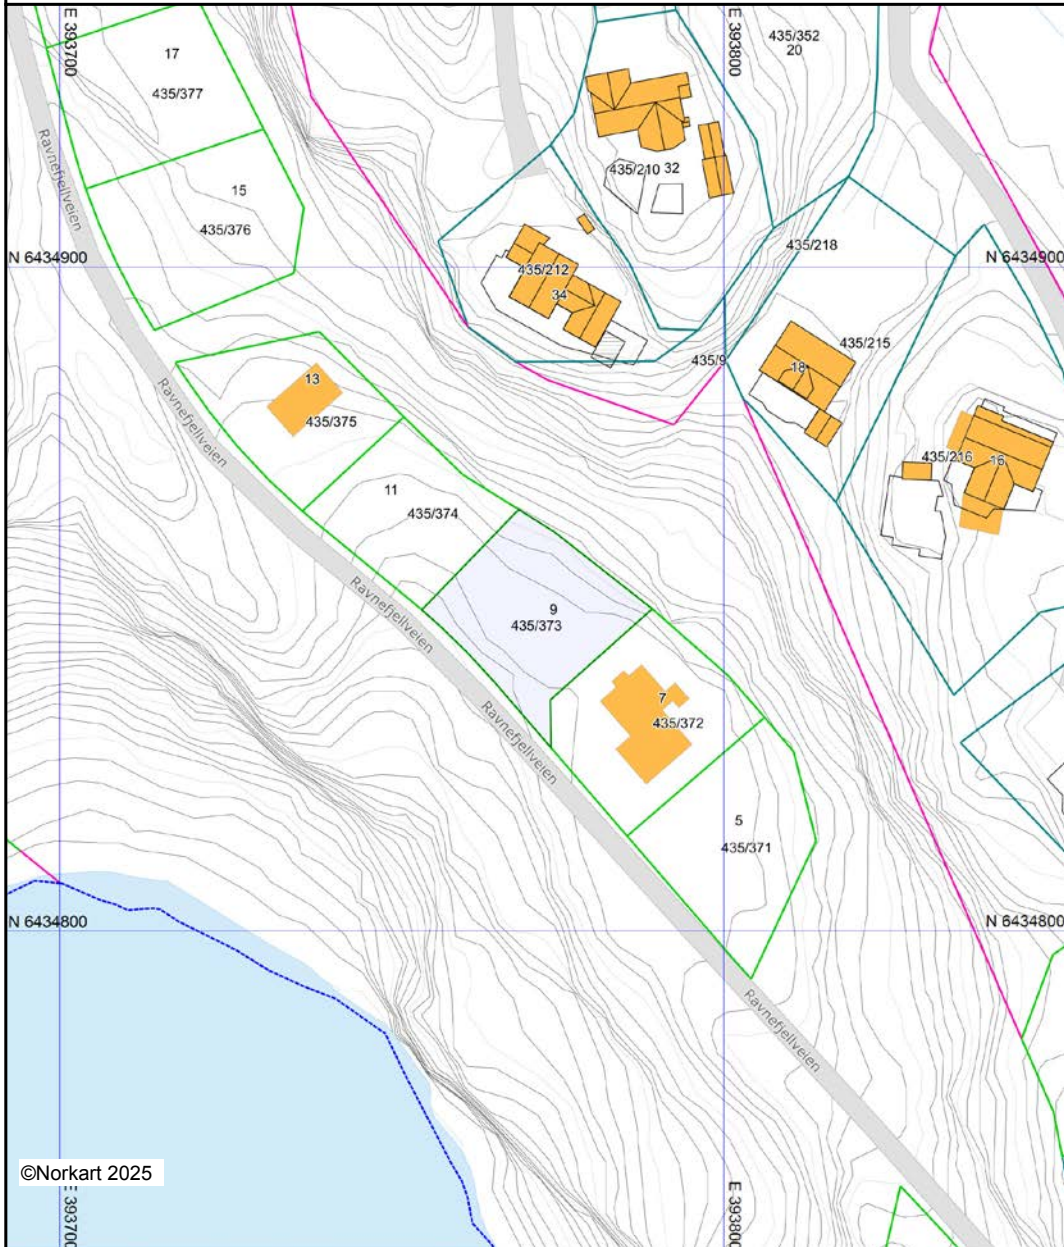 E 393700
E 393800
17
435/377
435/352
20
Ravnefjellveien
435/210 32
15
435/376
435/218
N 6434900
N 6434900
435/212
34
435/215
435/9
18
13
435/375
Ravnefjellveien
435/216
16
11
435/374
Ravnefjellveien
9
435/373
7
435/372
Ravnefjellveien
5
435/371
N 6434800
N 6434800
Ravnefjellveien
©Norkart 2025
E 393700
E 393800